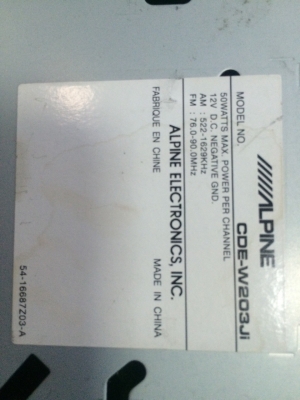 ALPINE
MODEL NO. CDE-W203Ji
50WATTS MAX. POWER PER CHANNEL
12V D.C. NEGATIVE GND.
AM : 522-1629KHz
FM : 76.0-90.0MHz
ALPINE ELECTRONICS, INC.
FABRIQUE EN CHINE MADE IN CHINA
54-16687Z03-A